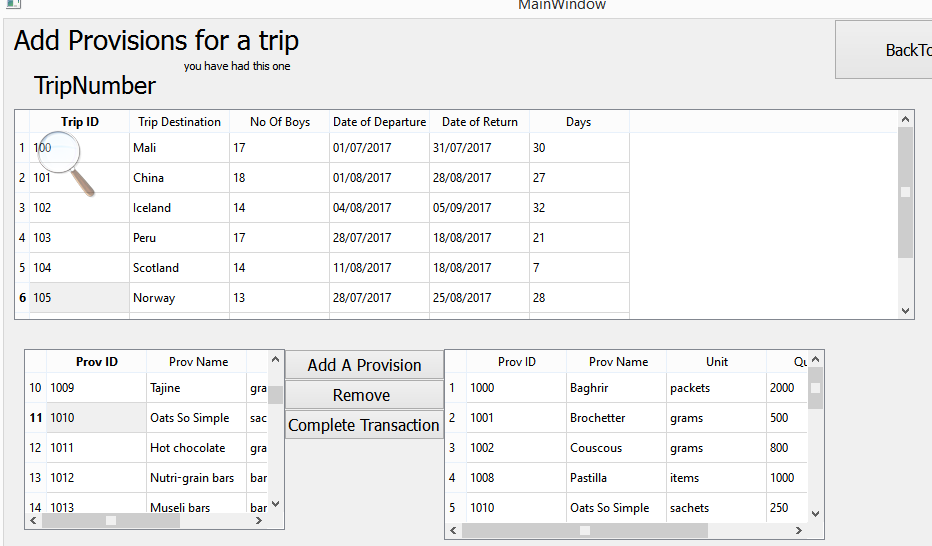 MainWindow
Add Provisions for a trip
BackTo
you have had this one
TripNumber
Trip ID Trip Destination No Of Boys Date of Departure Date of Return Days
1 100 Mali 17 01/07/2017 31/07/2017 30
2 101 China 18 01/08/2017 28/08/2017 27
3 102 Iceland 14 04/08/2017 05/09/2017 32
4 103 Peru 17 28/07/2017 18/08/2017 21
5 104 Scotland 14 11/08/2017 18/08/2017 7
6 105 Norway 13 28/07/2017 25/08/2017 28
Prov ID Prov Name
10 1009 Tajine gra
11 1010 Oats So Simple sac
12 1011 Hot chocolate gra
13 1012 Nutri-grain bars bar
14 1013 Museli bars bar
Add A Provision
Remove
Complete Transaction
Prov ID Prov Name Unit Qu
1 1000 Baghrir packets 2000
2 1001 Brochetter grams 500
3 1002 Couscous grams 800
4 1008 Pastilla items 1000
5 1010 Oats So Simple sachets 250